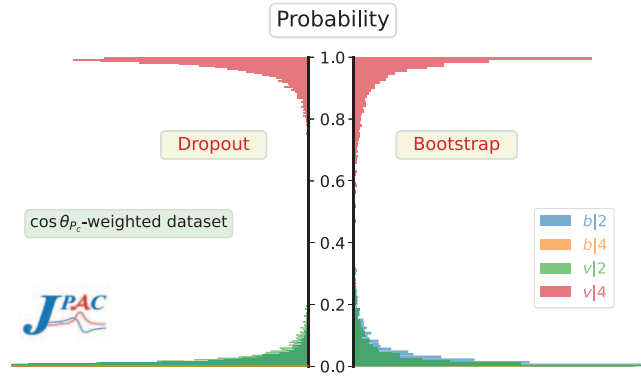 Probability
1.0
0.8
0.6
0.4
0.2
0.0
Dropout
Bootstrap
cos θ_{P_c}-weighted dataset
b|2
b|4
v|2
v|4
JPAC